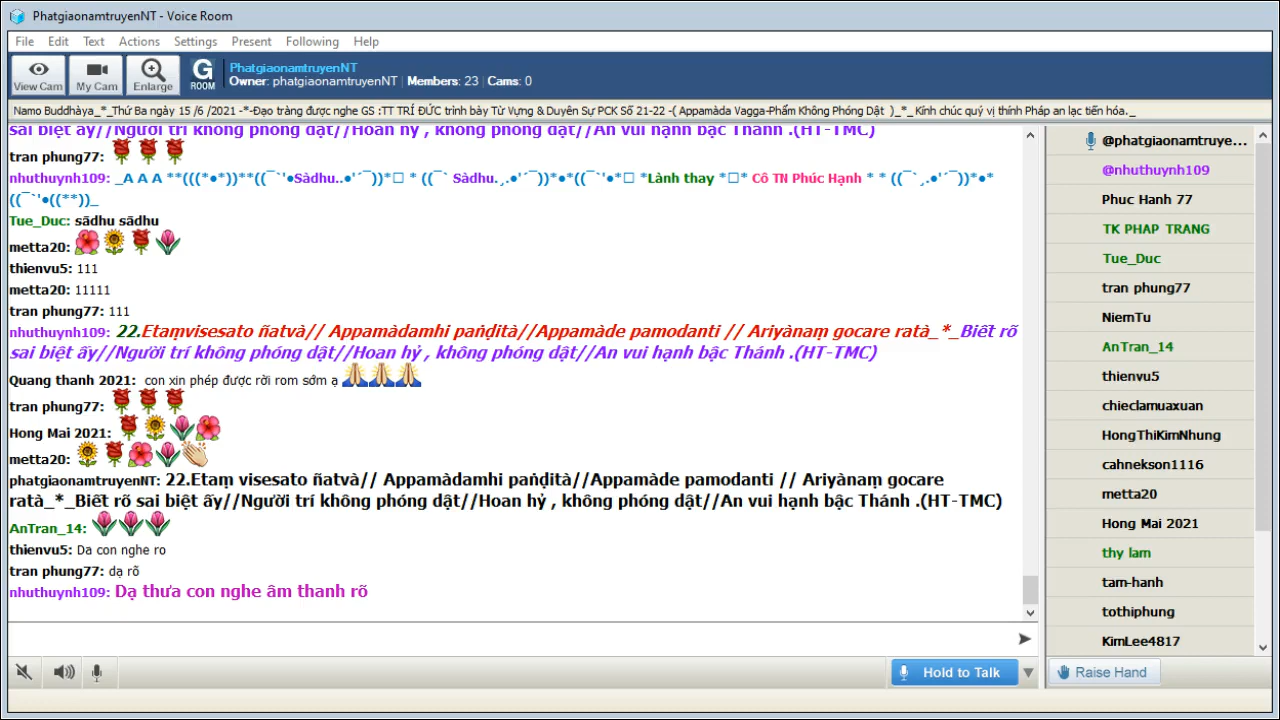 PhatgiaonamtruyenNT - Voice Room
File Edit Text Actions Settings Present Following Help
View Cam My Cam Enlarge G ROOM
PhatgiaonamtruyenNT
Owner: phatgiaonamtruyenNT Members: 23 Cams: 0
Namo Buddhàya_*_Thứ Ba ngày 15 /6 /2021 -*-Đạo tràng được nghe GS :TT TRÍ ĐỨC trình bày Từ Vựng & Duyên Sự PCK Số 21-22 -( Appamàda Vagga-Phẩm Không Phóng Dật )_*_ Kính chúc quý vị thính Pháp an lạc tiến hóa._
sai biệt ấy//Người trí không phóng dật//Hoan hỷ , không phóng dật//An vui hạnh bậc Thánh .(HT-TMC)
tran phung77:
nhuthuynh109: _A A A **(((*•*))**((¯`'●Sàdhu..●'´¯))*□ * ((¯` Sàdhu.¸.●'´¯))*●*((¯`'●*□ *Lành thay *□* Cô TN Phúc Hạnh * * ((¯`¸.●'´¯))*●*
((¯`'●((**))_
Tue_Duc: sãdhu sãdhu
metta20:
thienvu5: 111
metta20: 11111
tran phung77: 111
nhuthuynh109: 22.Etaṃvisesato ñatvà// Appamàdamhi paṇḍità//Appamàde pamodanti // Ariyànaṃ gocare ratà_*_Biết rõ
sai biệt ấy//Người trí không phóng dật//Hoan hỷ , không phóng dật//An vui hạnh bậc Thánh .(HT-TMC)
Quang thanh 2021: con xin phép được rời rom sớm ạ
tran phung77:
Hong Mai 2021:
metta20:
phatgiaonamtruyenNT: 22.Etaṃ visesato ñatvà// Appamàdamhi paṇḍità//Appamàde pamodanti // Ariyànaṃ gocare
ratà_*_Biết rõ sai biệt ấy//Người trí không phóng dật//Hoan hỷ , không phóng dật//An vui hạnh bậc Thánh .(HT-TMC)
AnTran_14:
thienvu5: Da con nghe ro
tran phung77: dạ rõ
nhuthuynh109: Dạ thưa con nghe âm thanh rõ
Hold to Talk
@phatgiaonamtruye...
@nhuthuynh109
Phuc Hanh 77
TK PHAP TRANG
Tue_Duc
tran phung77
NiemTu
AnTran_14
thienvu5
chieclamuaxuan
HongThiKimNhung
cahnekson1116
metta20
Hong Mai 2021
thy lam
tam-hanh
tothiphung
KimLee4817
Raise Hand